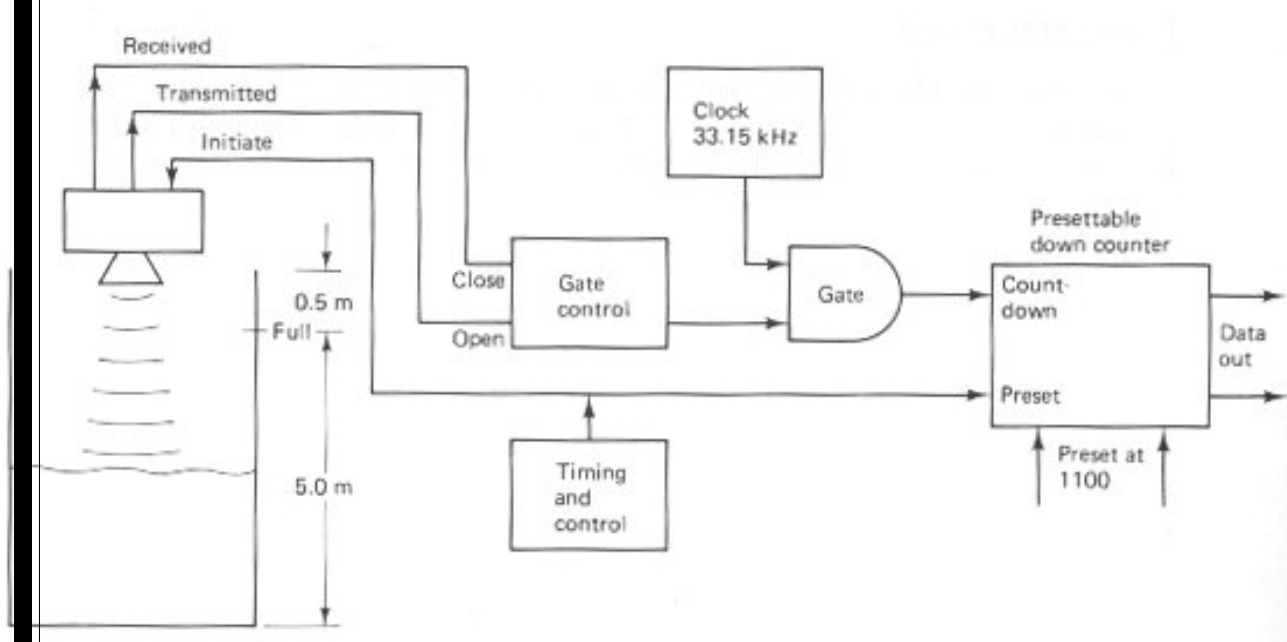 Received
Transmitted
Initiate
Clock
33.15 kHz
Presettable
down counter
Close
Open
Gate
control
Gate
Count-
down
Preset
Data
out
0.5 m
Full
5.0 m
Timing
and
control
Preset at
1100